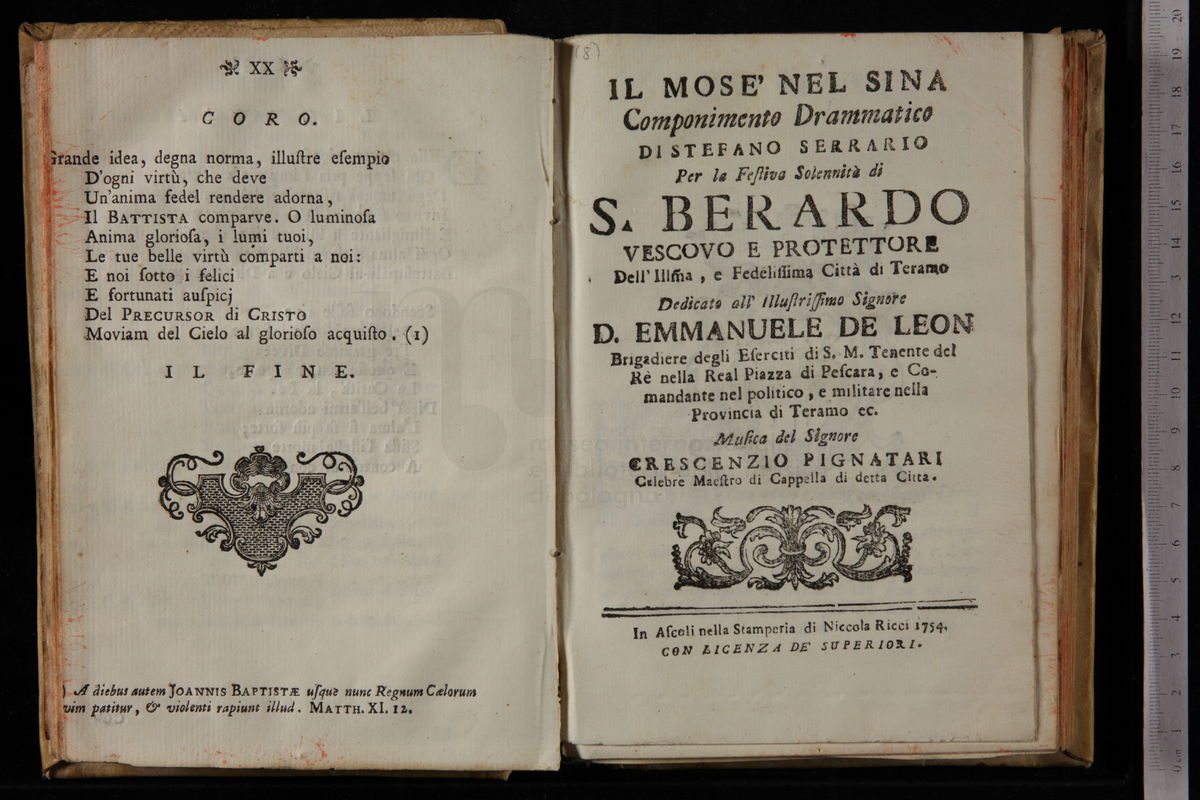 XX
CORO.
Grande idea, degna norma, illuſtre eſempio
D'ogni virtù, che deve
Un'anima fedel rendere adorna,
Il BATTISTA comparve. O luminoſa
Anima glorioſa, i lumi tuoi,
Le tue belle virtù comparti a noi:
E noi ſotto i felici
E fortunati auſpicj
Del PRECURSOR di CRISTO
Moviam del Cielo al glorioſo acquiſto. (1)
IL FINE.
) A diebus autem JOANNIS BAPTISTÆ uſquè nunc Regnum Cælorum
vim patitur, & violenti rapiunt illud. MATTH. XI. 12.
(8)
IL MOSE' NEL SINA
Componimento Drammatico
DI STEFANO SERRARIO
Per la Feſtiva Solennità di
S. BERARDO
VESCOVO E PROTETTORE
Dell' Illm̃a, e Fedeliſſima Città di Teramo
Dedicato all' Illuſtriſſimo Signore
D. EMMANUELE DE LEON
Brigadiere degli Eſerciti di S. M. Tenente del
Rè nella Real Piazza di Peſcara, e Co-
mandante nel politico, e militare nella
Provincia di Teramo ec.
Muſica del Signore
CRESCENZIO PIGNATARI
Celebre Maeſtro di Cappella di detta Citta.
In Aſcoli nella Stamperia di Niccola Ricci 1754.
CON LICENZA DE' SUPERIORI.